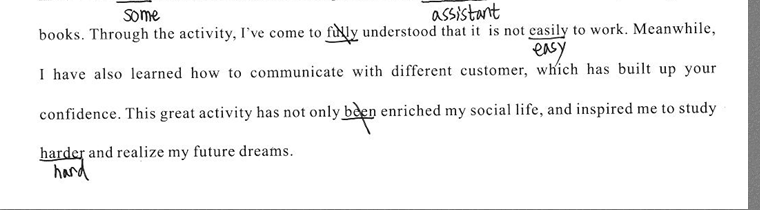 some assistant
books. Through the activity, I've come to fully understood that it is not easily to work. Meanwhile,
easy
I have also learned how to communicate with different customer, which has built up your
confidence. This great activity has not only been enriched my social life, and inspired me to study
harder and realize my future dreams.
hard